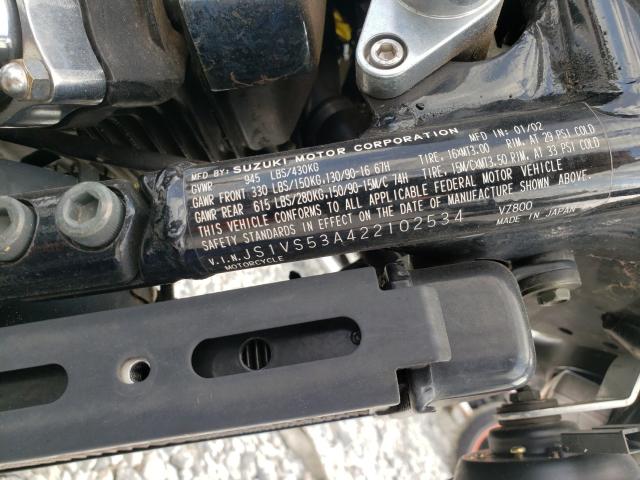 MFD BY: SUZUKI MOTOR CORPORATION MFD IN: 01/02
GVWR 945 LBS/430KG
GAWR FRONT 330 LBS/150KG,130/90-16 67H TIRE, 16MT3.00 RIM, AT 29 PSI COLD
GAWR REAR 615 LBS/280KG,150/90-15M/C 74H TIRE, 15M/CXMT3.50 RIM, AT 33 PSI COLD
THIS VEHICLE CONFORMS TO ALL APPLICABLE FEDERAL MOTOR VEHICLE
SAFETY STANDARDS IN EFFECT ON THE DATE OF MANUFACTURE SHOWN ABOVE.
V.I.N.JS1VS53A422102534 VZ800
MOTORCYCLE MADE IN JAPAN